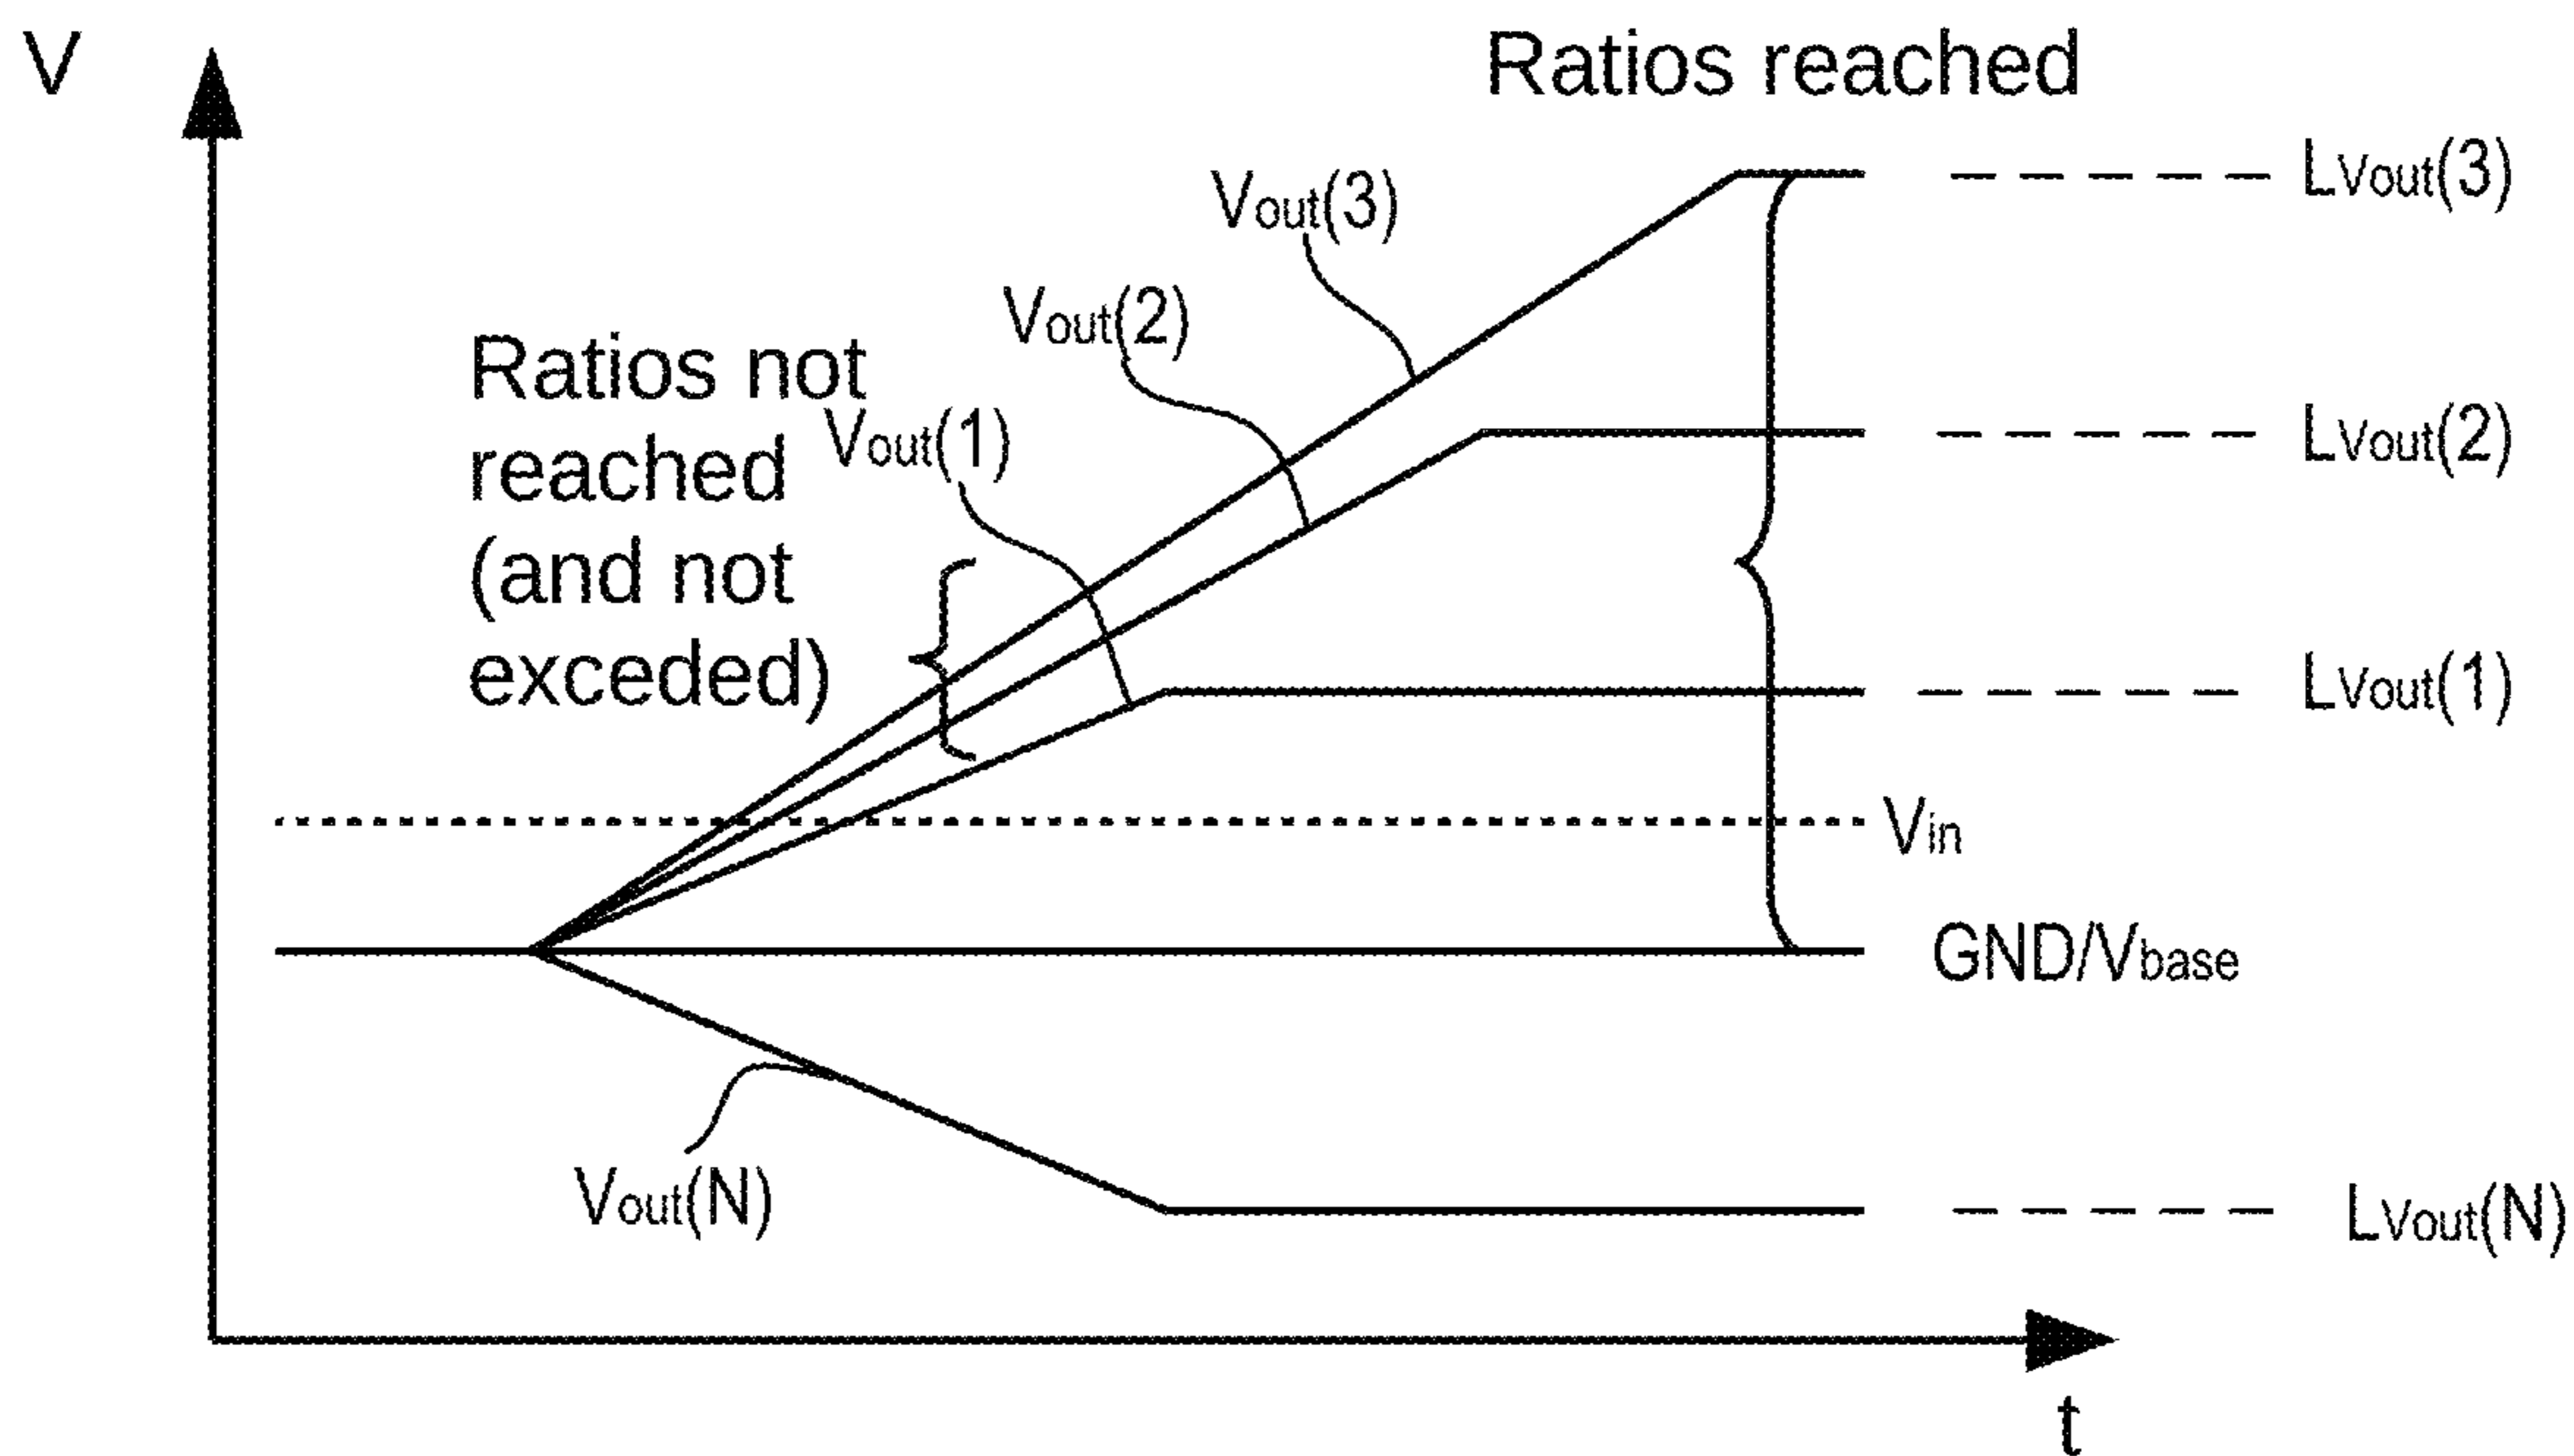 V
Ratios reached
Vout(3)
LVout(3)
Vout(2)
Ratios not
reached
(and not
exceded)
Vout(1)
LVout(2)
LVout(1)
Vin
GND/Vbase
Vout(N)
LVout(N)
t